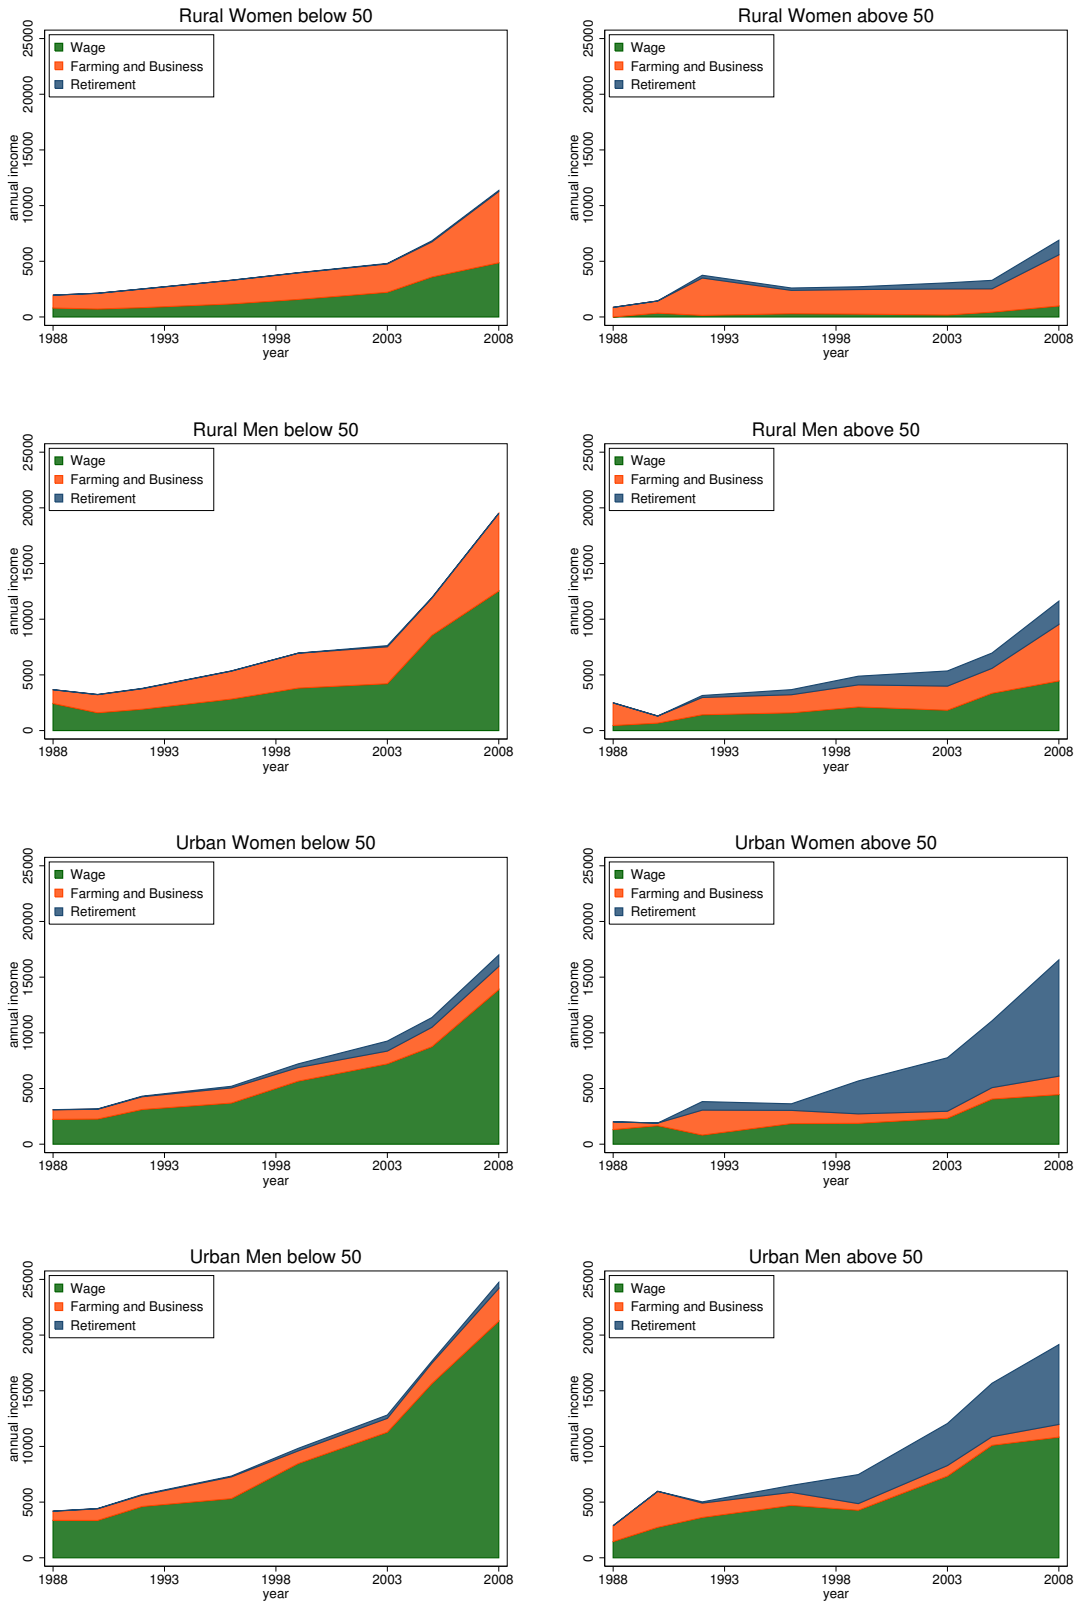 Rural Women below 50
Wage
Farming and Business
Retirement
annual income
0
5000
10000
15000
20000
25000
1988
1993
1998
2003
2008
year
Rural Women above 50
Wage
Farming and Business
Retirement
annual income
0
5000
10000
15000
20000
25000
1988
1993
1998
2003
2008
year
Rural Men below 50
Wage
Farming and Business
Retirement
annual income
0
5000
10000
15000
20000
25000
1988
1993
1998
2003
2008
year
Rural Men above 50
Wage
Farming and Business
Retirement
annual income
0
5000
10000
15000
20000
25000
1988
1993
1998
2003
2008
year
Urban Women below 50
Wage
Farming and Business
Retirement
annual income
0
5000
10000
15000
20000
25000
1988
1993
1998
2003
2008
year
Urban Women above 50
Wage
Farming and Business
Retirement
annual income
0
5000
10000
15000
20000
25000
1988
1993
1998
2003
2008
year
Urban Men below 50
Wage
Farming and Business
Retirement
annual income
0
5000
10000
15000
20000
25000
1988
1993
1998
2003
2008
year
Urban Men above 50
Wage
Farming and Business
Retirement
annual income
0
5000
10000
15000
20000
25000
1988
1993
1998
2003
2008
year